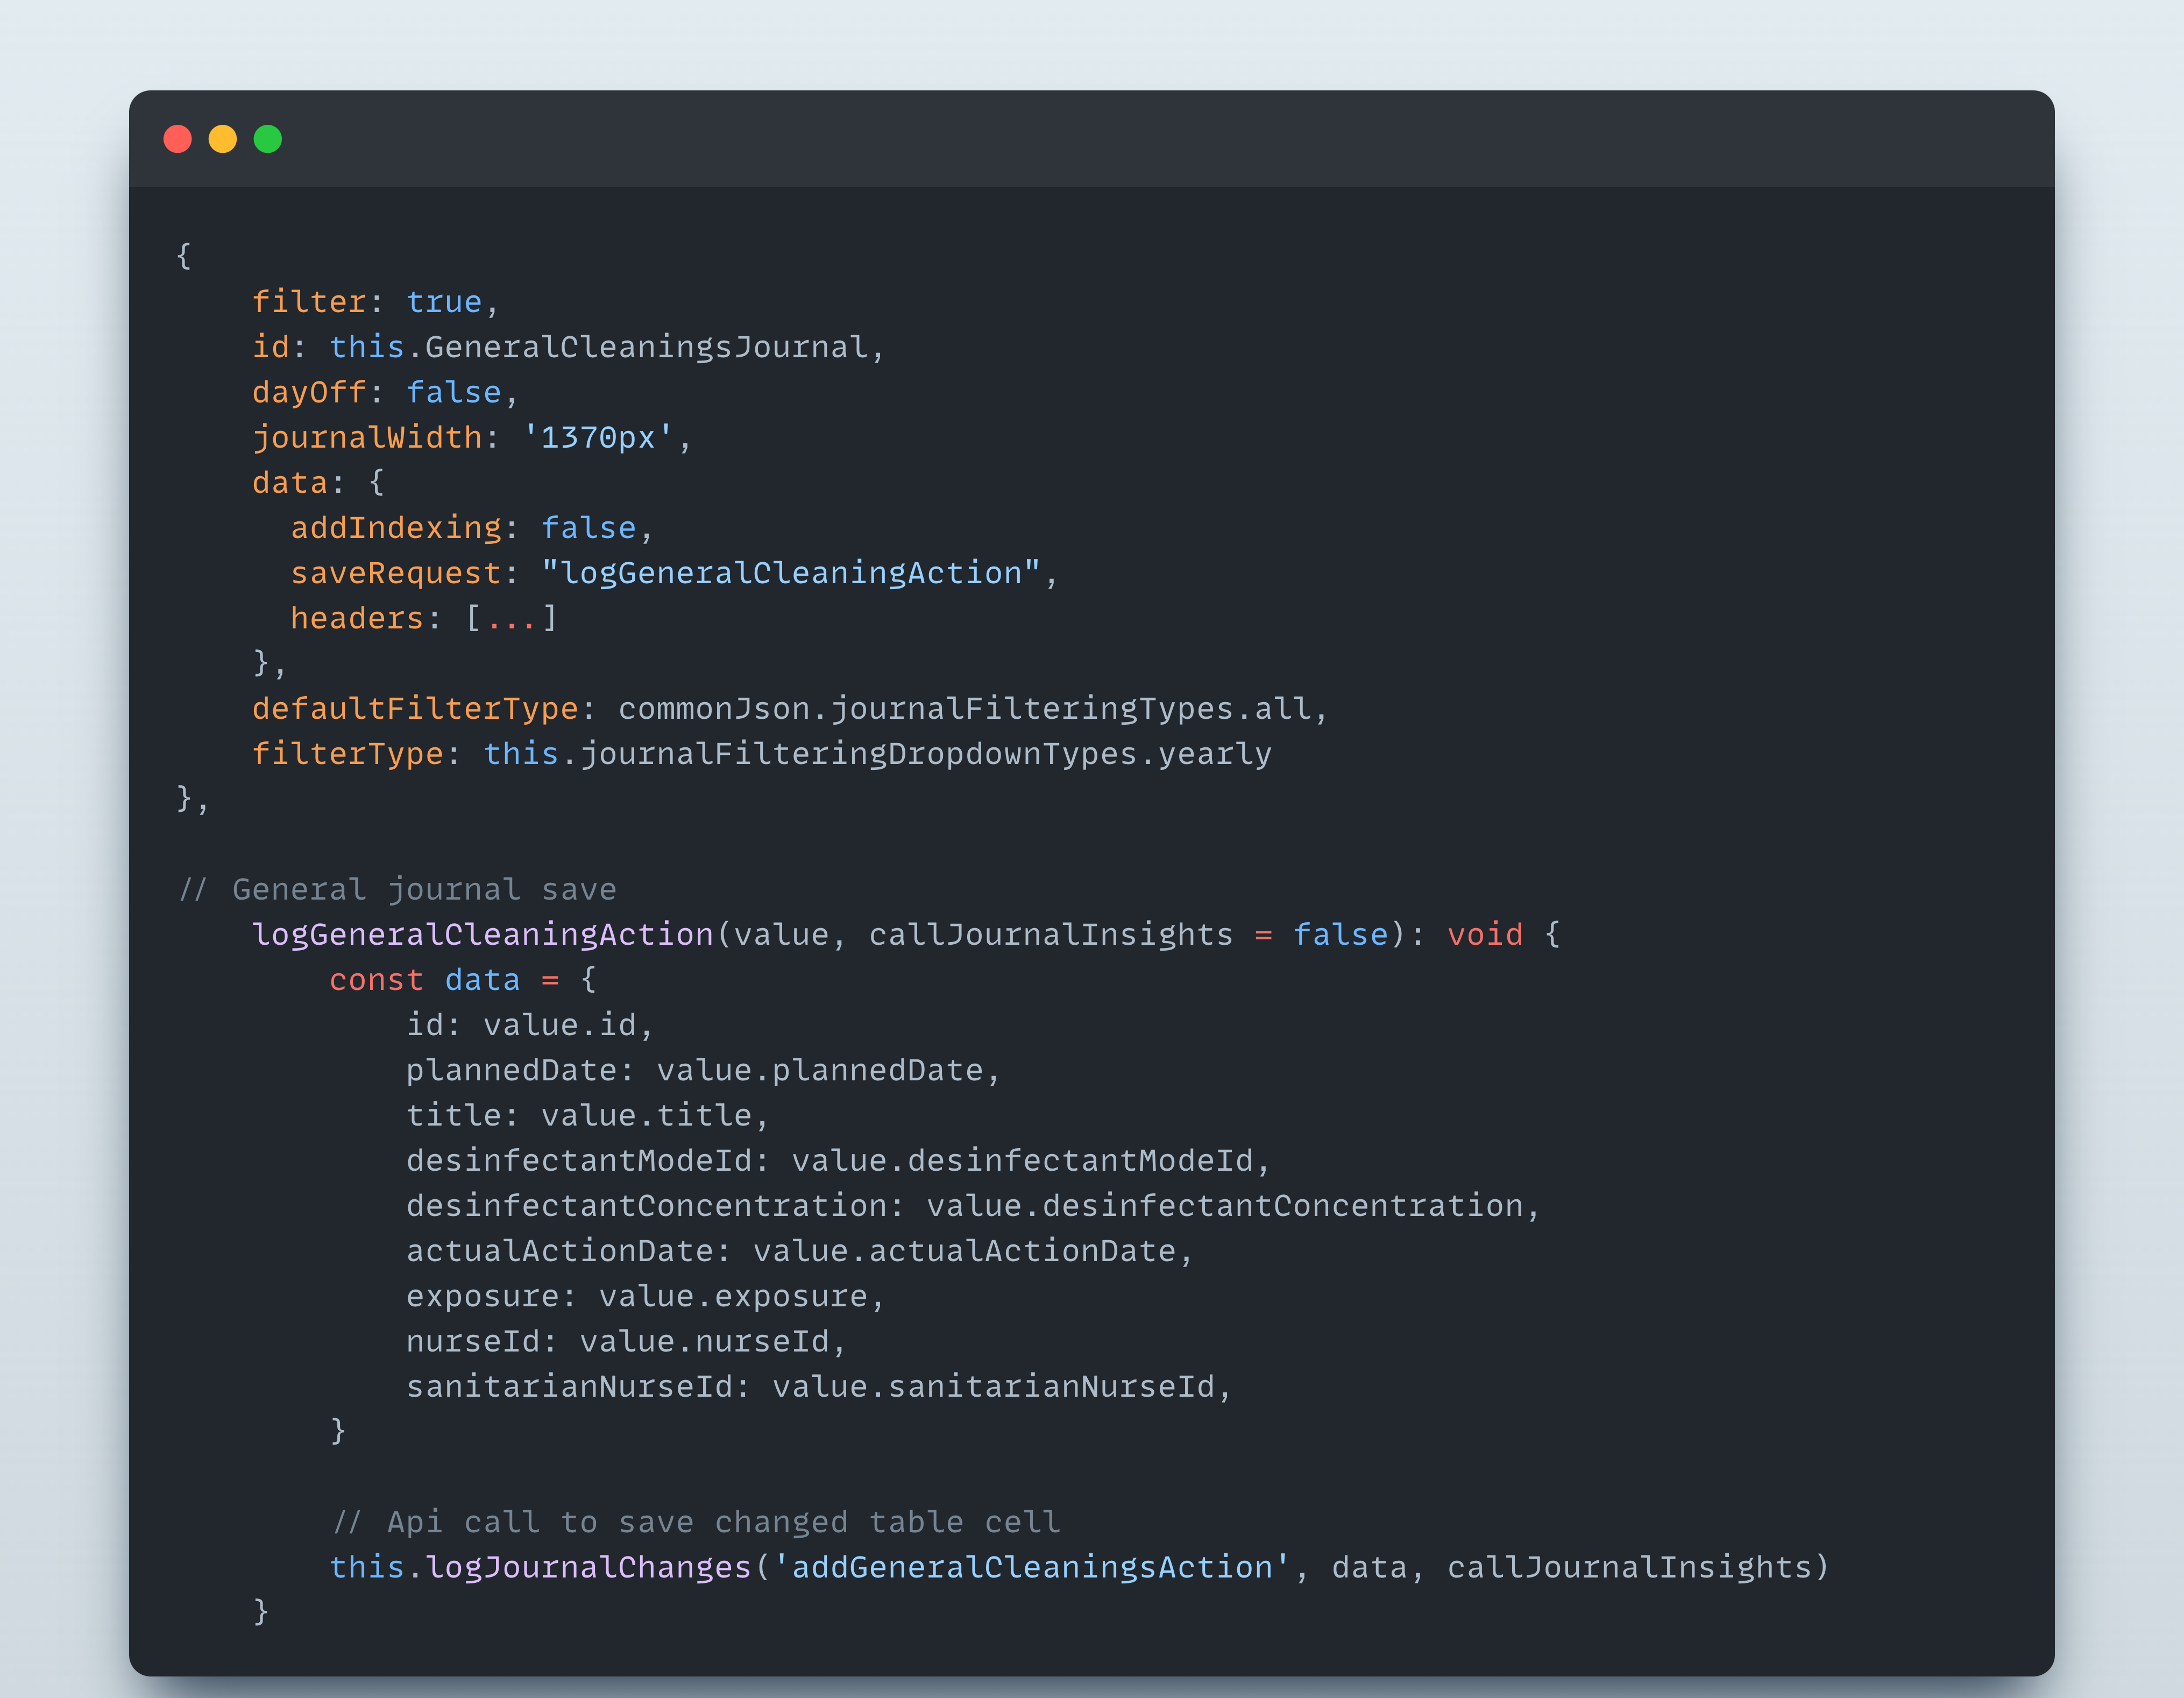 {
    filter: true,
    id: this.GeneralCleaningsJournal,
    dayOff: false,
    journalWidth: '1370px',
    data: {
      addIndexing: false,
      saveRequest: "logGeneralCleaningAction",
      headers: [...]
    },
    defaultFilterType: commonJson.journalFilteringTypes.all,
    filterType: this.journalFilteringDropdownTypes.yearly
},

// General journal save
    logGeneralCleaningAction(value, callJournalInsights = false): void {
        const data = {
            id: value.id,
            plannedDate: value.plannedDate,
            title: value.title,
            desinfectantModeId: value.desinfectantModeId,
            desinfectantConcentration: value.desinfectantConcentration,
            actualActionDate: value.actualActionDate,
            exposure: value.exposure,
            nurseId: value.nurseId,
            sanitarianNurseId: value.sanitarianNurseId,
        }

        // Api call to save changed table cell
        this.logJournalChanges('addGeneralCleaningsAction', data, callJournalInsights)
    }